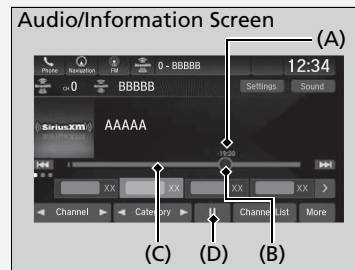 Audio/Information Screen
(A)
Phone Navigation FM 0 - BBBBB 12:34
CH 0 BBBBB Settings Sound
((SiriusXM)) AAAAA
-19:20
XX XX XX XX
Channel Category Channel List More
(C) (D) (B)